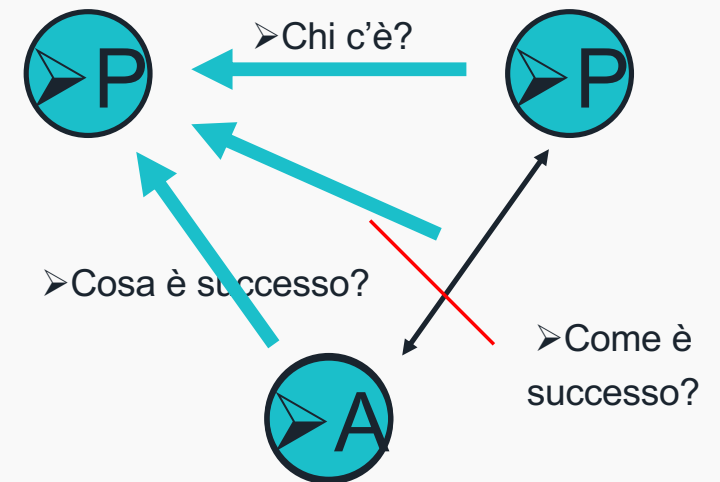 ➢Chi c'è?
➢P
➢P
➢Cosa è successo?
➢Come è
successo?
➢A